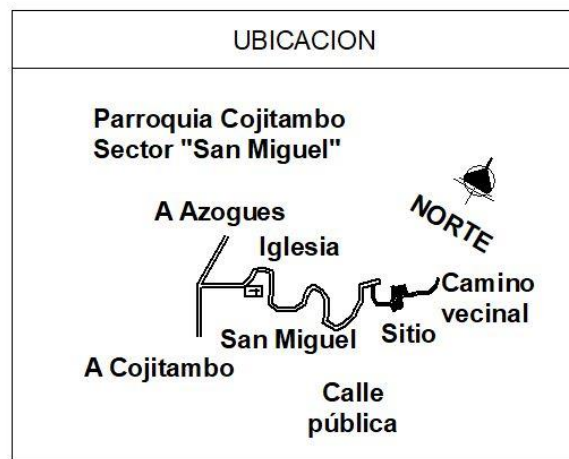 UBICACION
Parroquia Cojitambo
Sector "San Miguel"
A Azogues
NORTE
Iglesia
Camino
vecinal
San Miguel
Sitio
A Cojitambo
Calle
pública